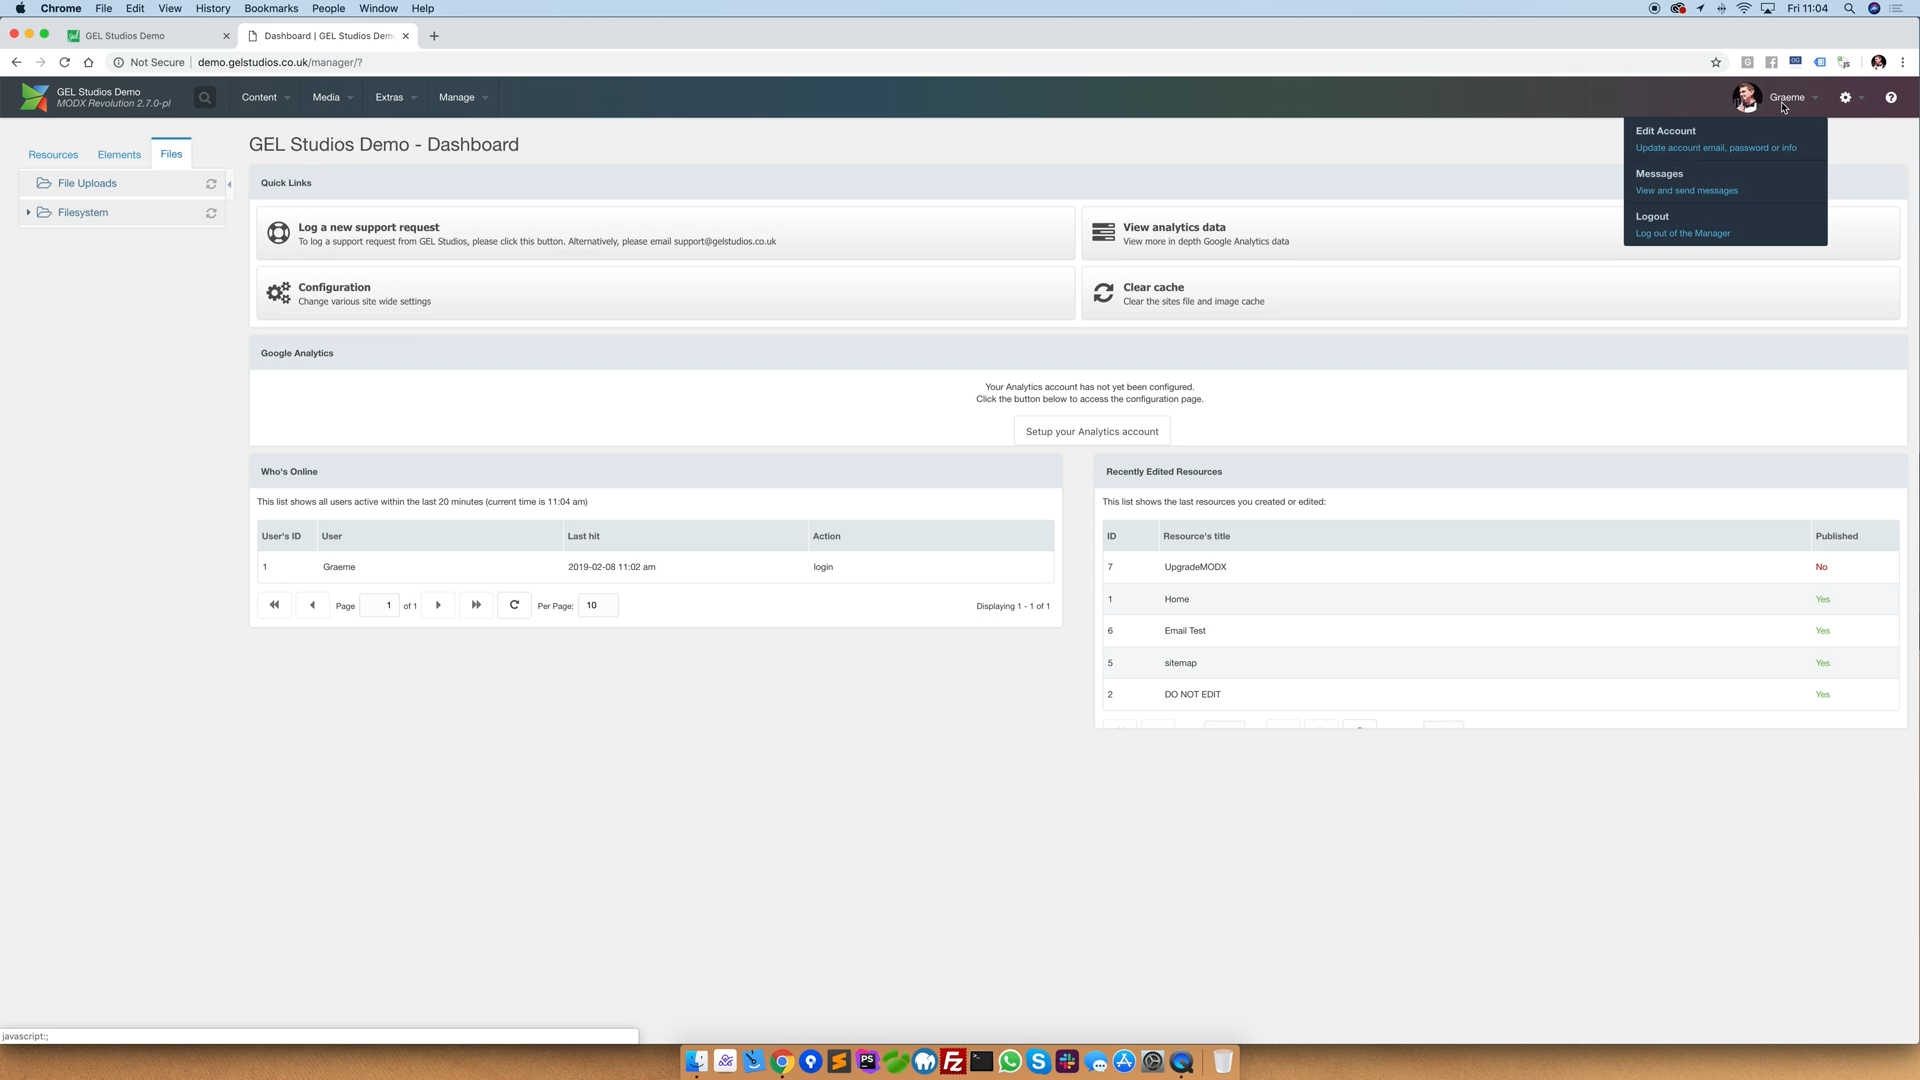 Chrome File Edit View History Bookmarks People Window Help
Fri 11:04
GEL Studios Demo
Dashboard | GEL Studios Dem
Not Secure demo.gelstudios.co.uk/manager/?
GEL Studios Demo
MODX Revolution 2.7.0-pl
Content Media Extras Manage
Graeme
Edit Account
Update account email, password or info
Messages
View and send messages
Logout
Log out of the Manager
Resources Elements Files
File Uploads
Filesystem
GEL Studios Demo - Dashboard
Quick Links
Log a new support request
To log a support request from GEL Studios, please click this button. Alternatively, please email support@gelstudios.co.uk
View analytics data
View more in depth Google Analytics data
Configuration
Change various site wide settings
Clear cache
Clear the sites file and image cache
Google Analytics
Your Analytics account has not yet been configured.
Click the button below to access the configuration page.
Setup your Analytics account
Who's Online
This list shows all users active within the last 20 minutes (current time is 11:04 am)
User's ID User Last hit Action
1 Graeme 2019-02-08 11:02 am login
Page 1 of 1 Per Page: 10 Displaying 1 - 1 of 1
Recently Edited Resources
This list shows the last resources you created or edited:
ID Resource's title Published
7 UpgradeMODX No
1 Home Yes
6 Email Test Yes
5 sitemap Yes
2 DO NOT EDIT Yes
javascript:;